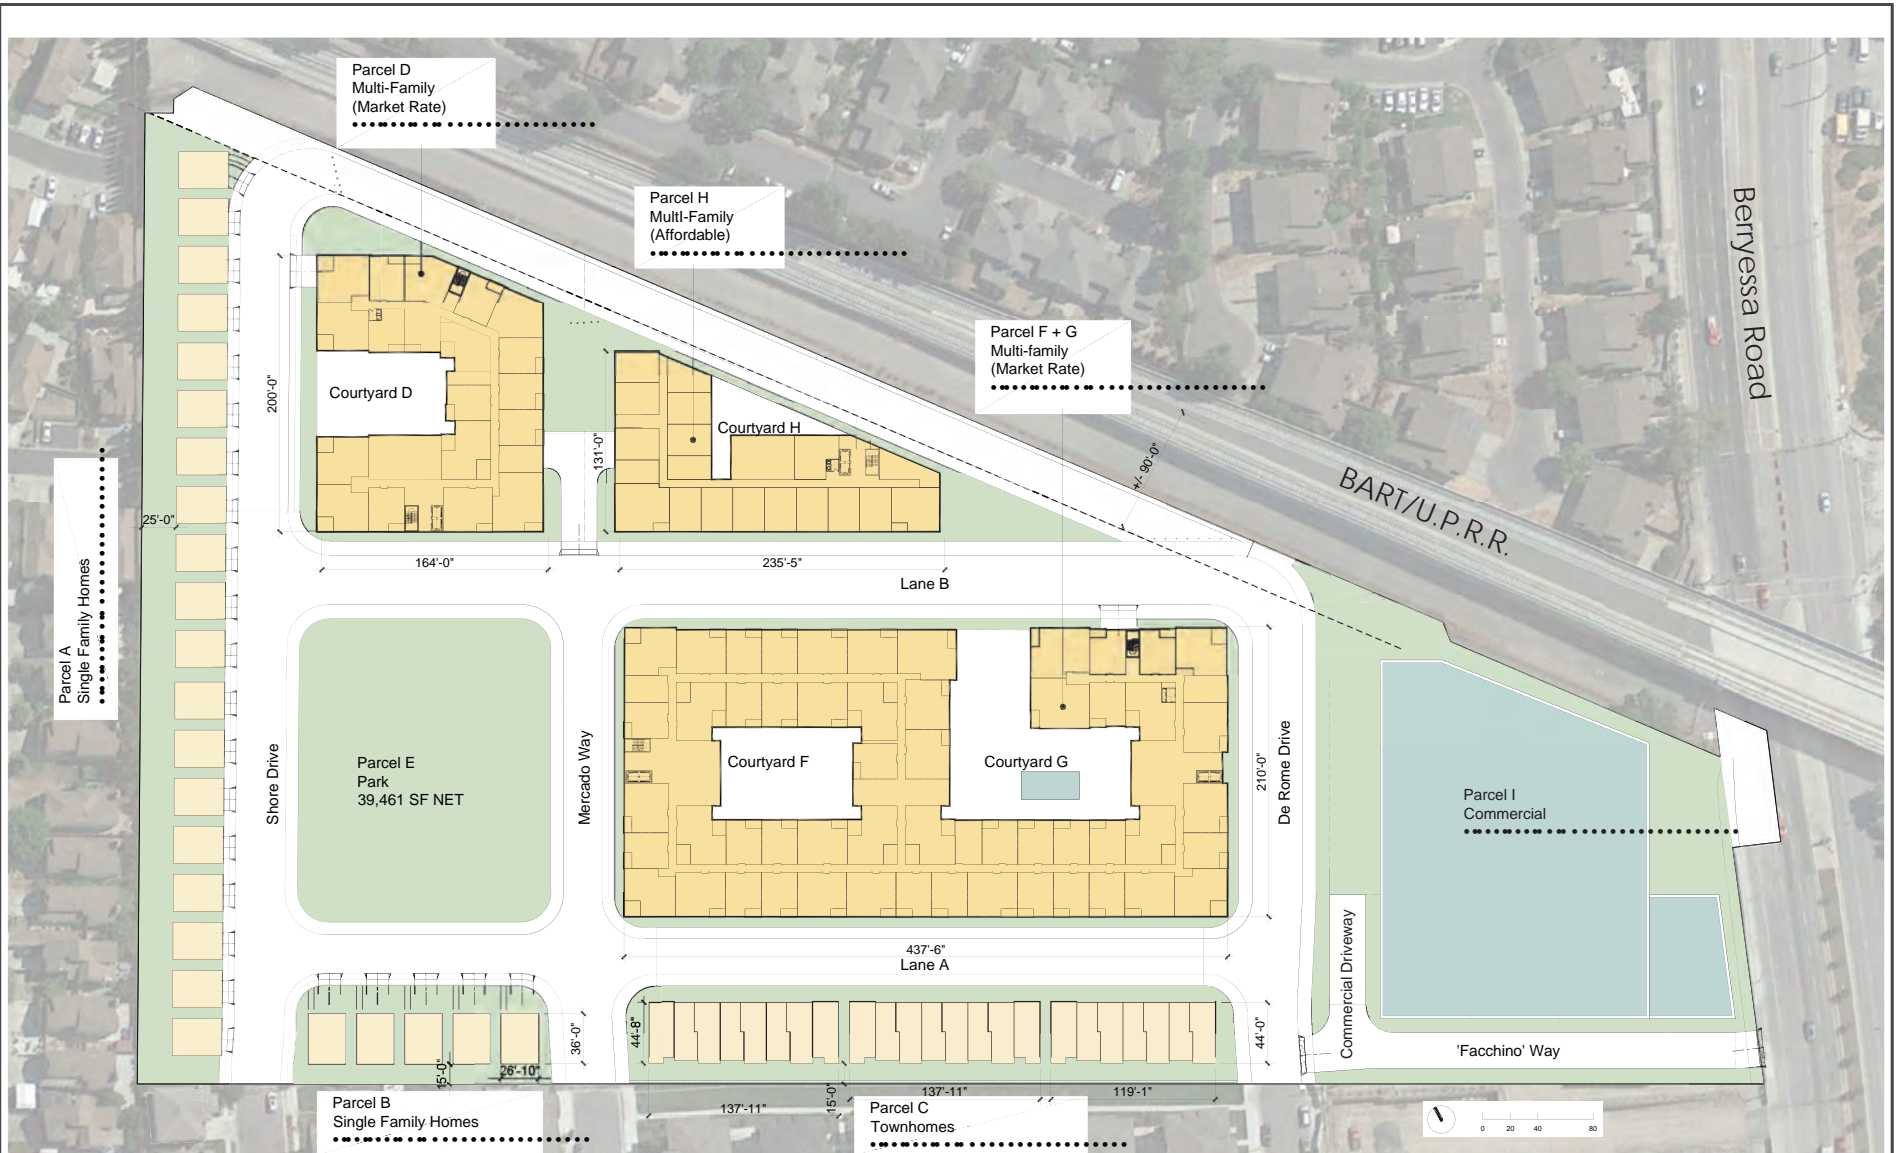 Parcel D
Multi-Family
(Market Rate)
Parcel H
MultI-Family
(Affordable)
Parcel F + G
Multi-family
(Market Rate)
Berryessa Road
BART/U.P.R.R.
+/- 90'-0"
200'-0"
Courtyard D
Courtyard H
131'-0"
25'-0"
164'-0"
235'-5"
Lane B
Parcel A
Single Family Homes
Shore Drive
Parcel E
Park
39,461 SF NET
Mercado Way
Courtyard F
Courtyard G
210'-0"
De Rome Drive
Parcel I
Commercial
437'-6"
Lane A
Commercial Driveway
'Facchino' Way
36'-0"
44'-8"
44'-0"
15'-0"
26'-10"
137'-11"
15'-0"
137'-11"
119'-1"
Parcel B
Single Family Homes
Parcel C
Townhomes
0 20 40 80